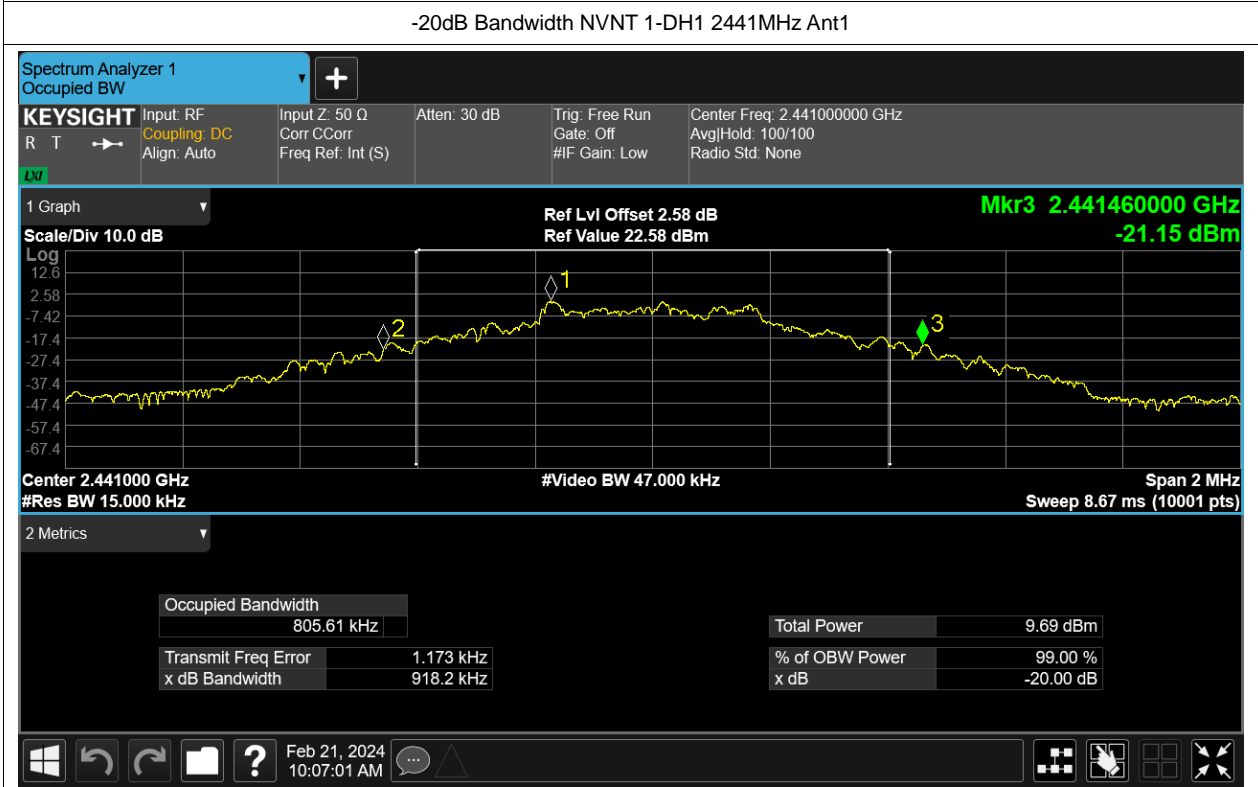 -20dB Bandwidth NVNT 1-DH1 2441MHz Ant1
Spectrum Analyzer 1
Occupied BW
▼
+
KEYSIGHT
R T
LXI
Input: RF
Coupling: DC
Align: Auto
Input Z: 50 Ω
Corr CCorr
Freq Ref: Int (S)
Atten: 30 dB
Trig: Free Run
Gate: Off
#IF Gain: Low
Center Freq: 2.441000000 GHz
Avg|Hold: 100/100
Radio Std: None
1 Graph ▼
Scale/Div 10.0 dB
Ref Lvl Offset 2.58 dB
Ref Value 22.58 dBm
Mkr3 2.441460000 GHz
-21.15 dBm
Log
12.6
2.58
-7.42
-17.4
-27.4
-37.4
-47.4
-57.4
-67.4
1
2
3
Center 2.441000 GHz
#Res BW 15.000 kHz
#Video BW 47.000 kHz
Span 2 MHz
Sweep 8.67 ms (10001 pts)
2 Metrics ▼
Occupied Bandwidth
805.61 kHz
Transmit Freq Error 1.173 kHz
x dB Bandwidth 918.2 kHz
Total Power 9.69 dBm
% of OBW Power 99.00 %
x dB -20.00 dB
?
Feb 21, 2024
10:07:01 AM